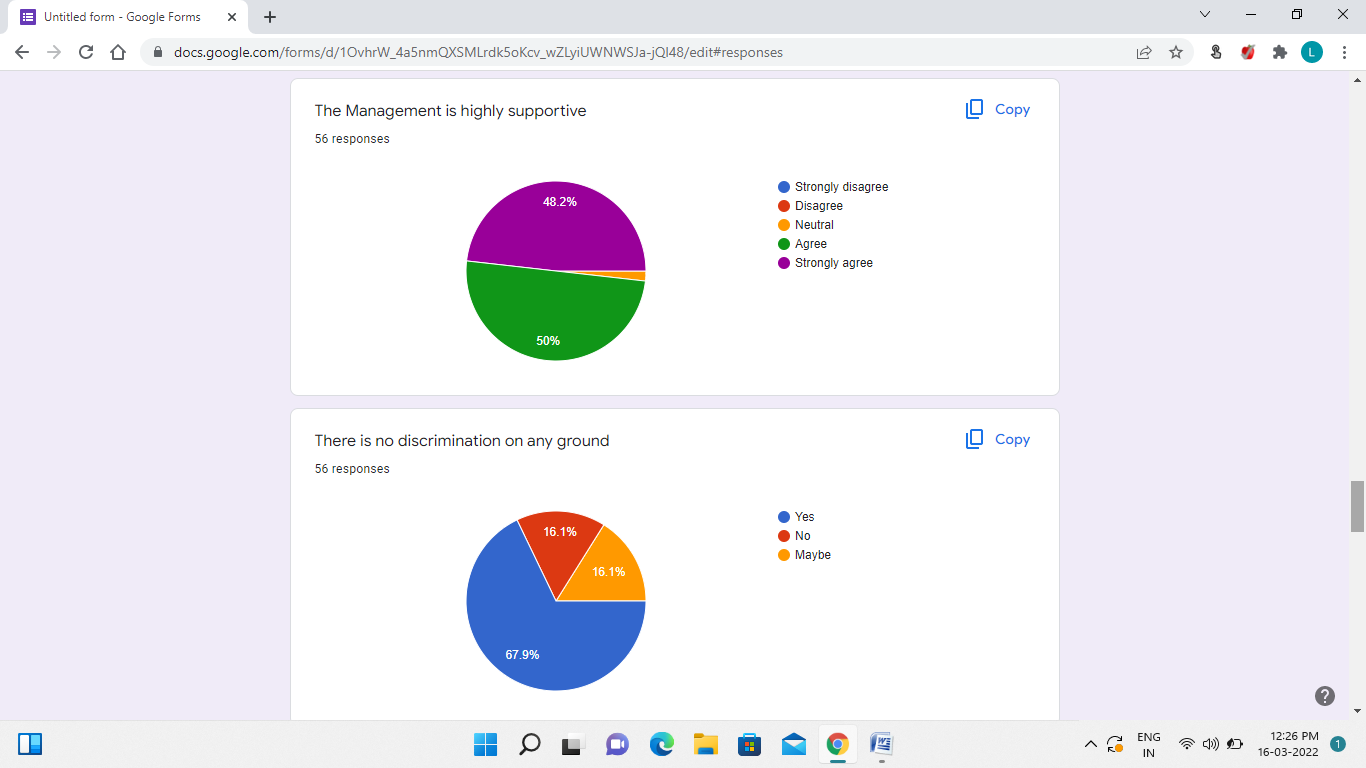 Untitled form - Google Forms
docs.google.com/forms/d/1OvhrW_4a5nmQXSMLrdk5oKcv_wZLyiUWNWSJa-jQl48/edit#responses
L
The Management is highly supportive
Copy
56 responses
48.2%
50%
Strongly disagree
Disagree
Neutral
Agree
Strongly agree
There is no discrimination on any ground
Copy
56 responses
16.1%
16.1%
67.9%
Yes
No
Maybe
ENG
IN
12:26 PM
16-03-2022
1